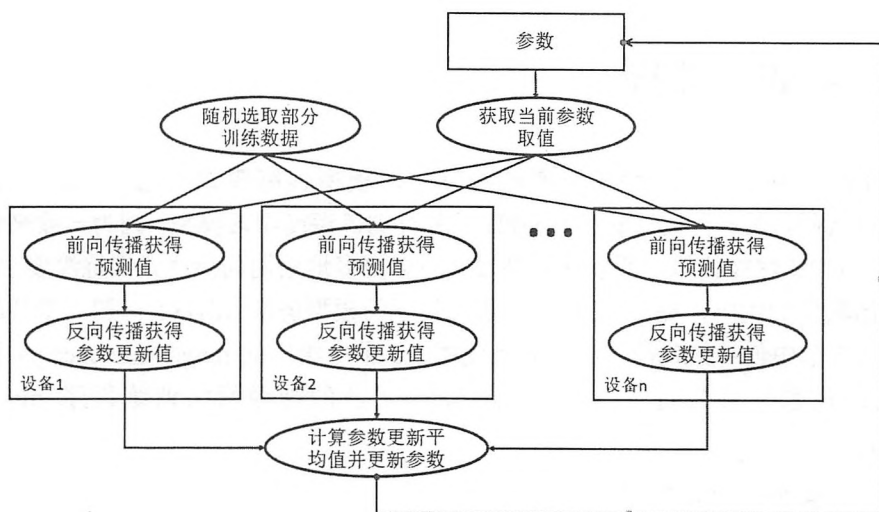 参数
随机选取部分
训练数据
获取当前参数
取值
前向传播获得
预测值
反向传播获得
参数更新值
设备1
前向传播获得
预测值
反向传播获得
参数更新值
设备2
前向传播获得
预测值
反向传播获得
参数更新值
设备n
计算参数更新平
均值并更新参数